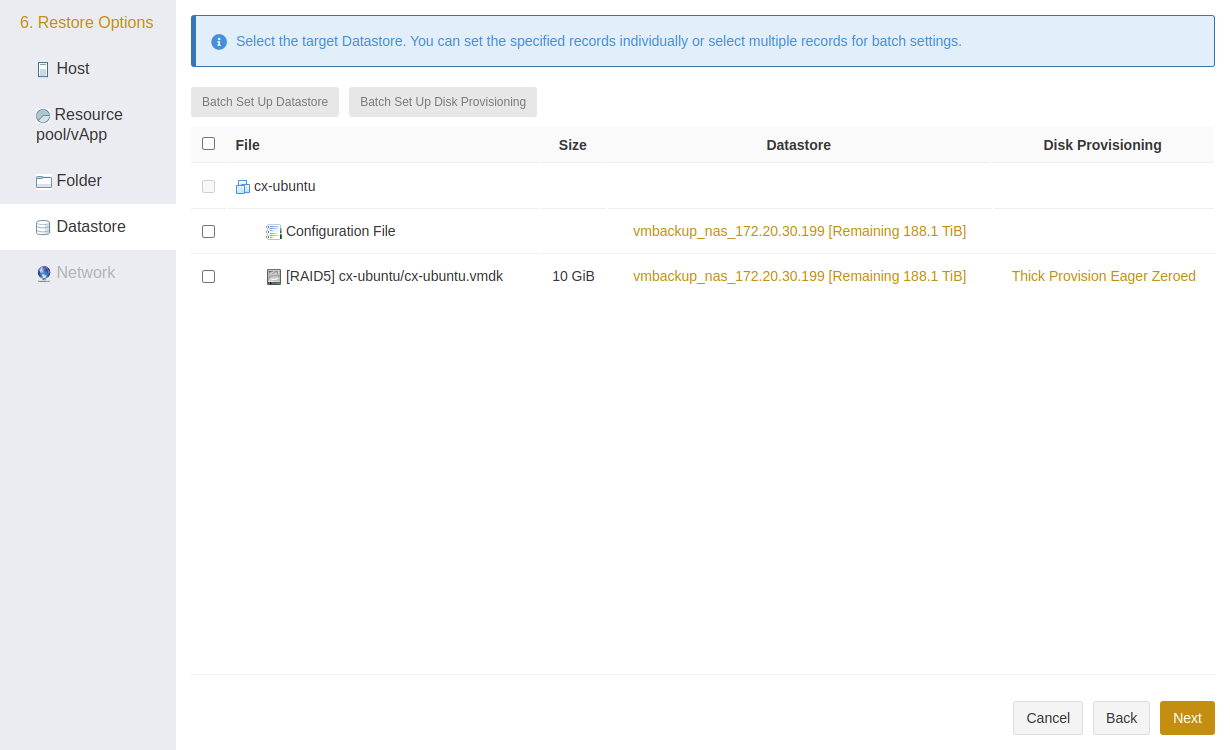 6. Restore Options
Host
Resource
pool/vApp
Folder
Datastore
Network
Select the target Datastore. You can set the specified records individually or select multiple records for batch settings.
Batch Set Up Datastore Batch Set Up Disk Provisioning
File Size Datastore Disk Provisioning
cx-ubuntu
Configuration File vmbackup_nas_172.20.30.199 [Remaining 188.1 TiB]
[RAID5] cx-ubuntu/cx-ubuntu.vmdk 10 GiB vmbackup_nas_172.20.30.199 [Remaining 188.1 TiB] Thick Provision Eager Zeroed
Cancel Back Next